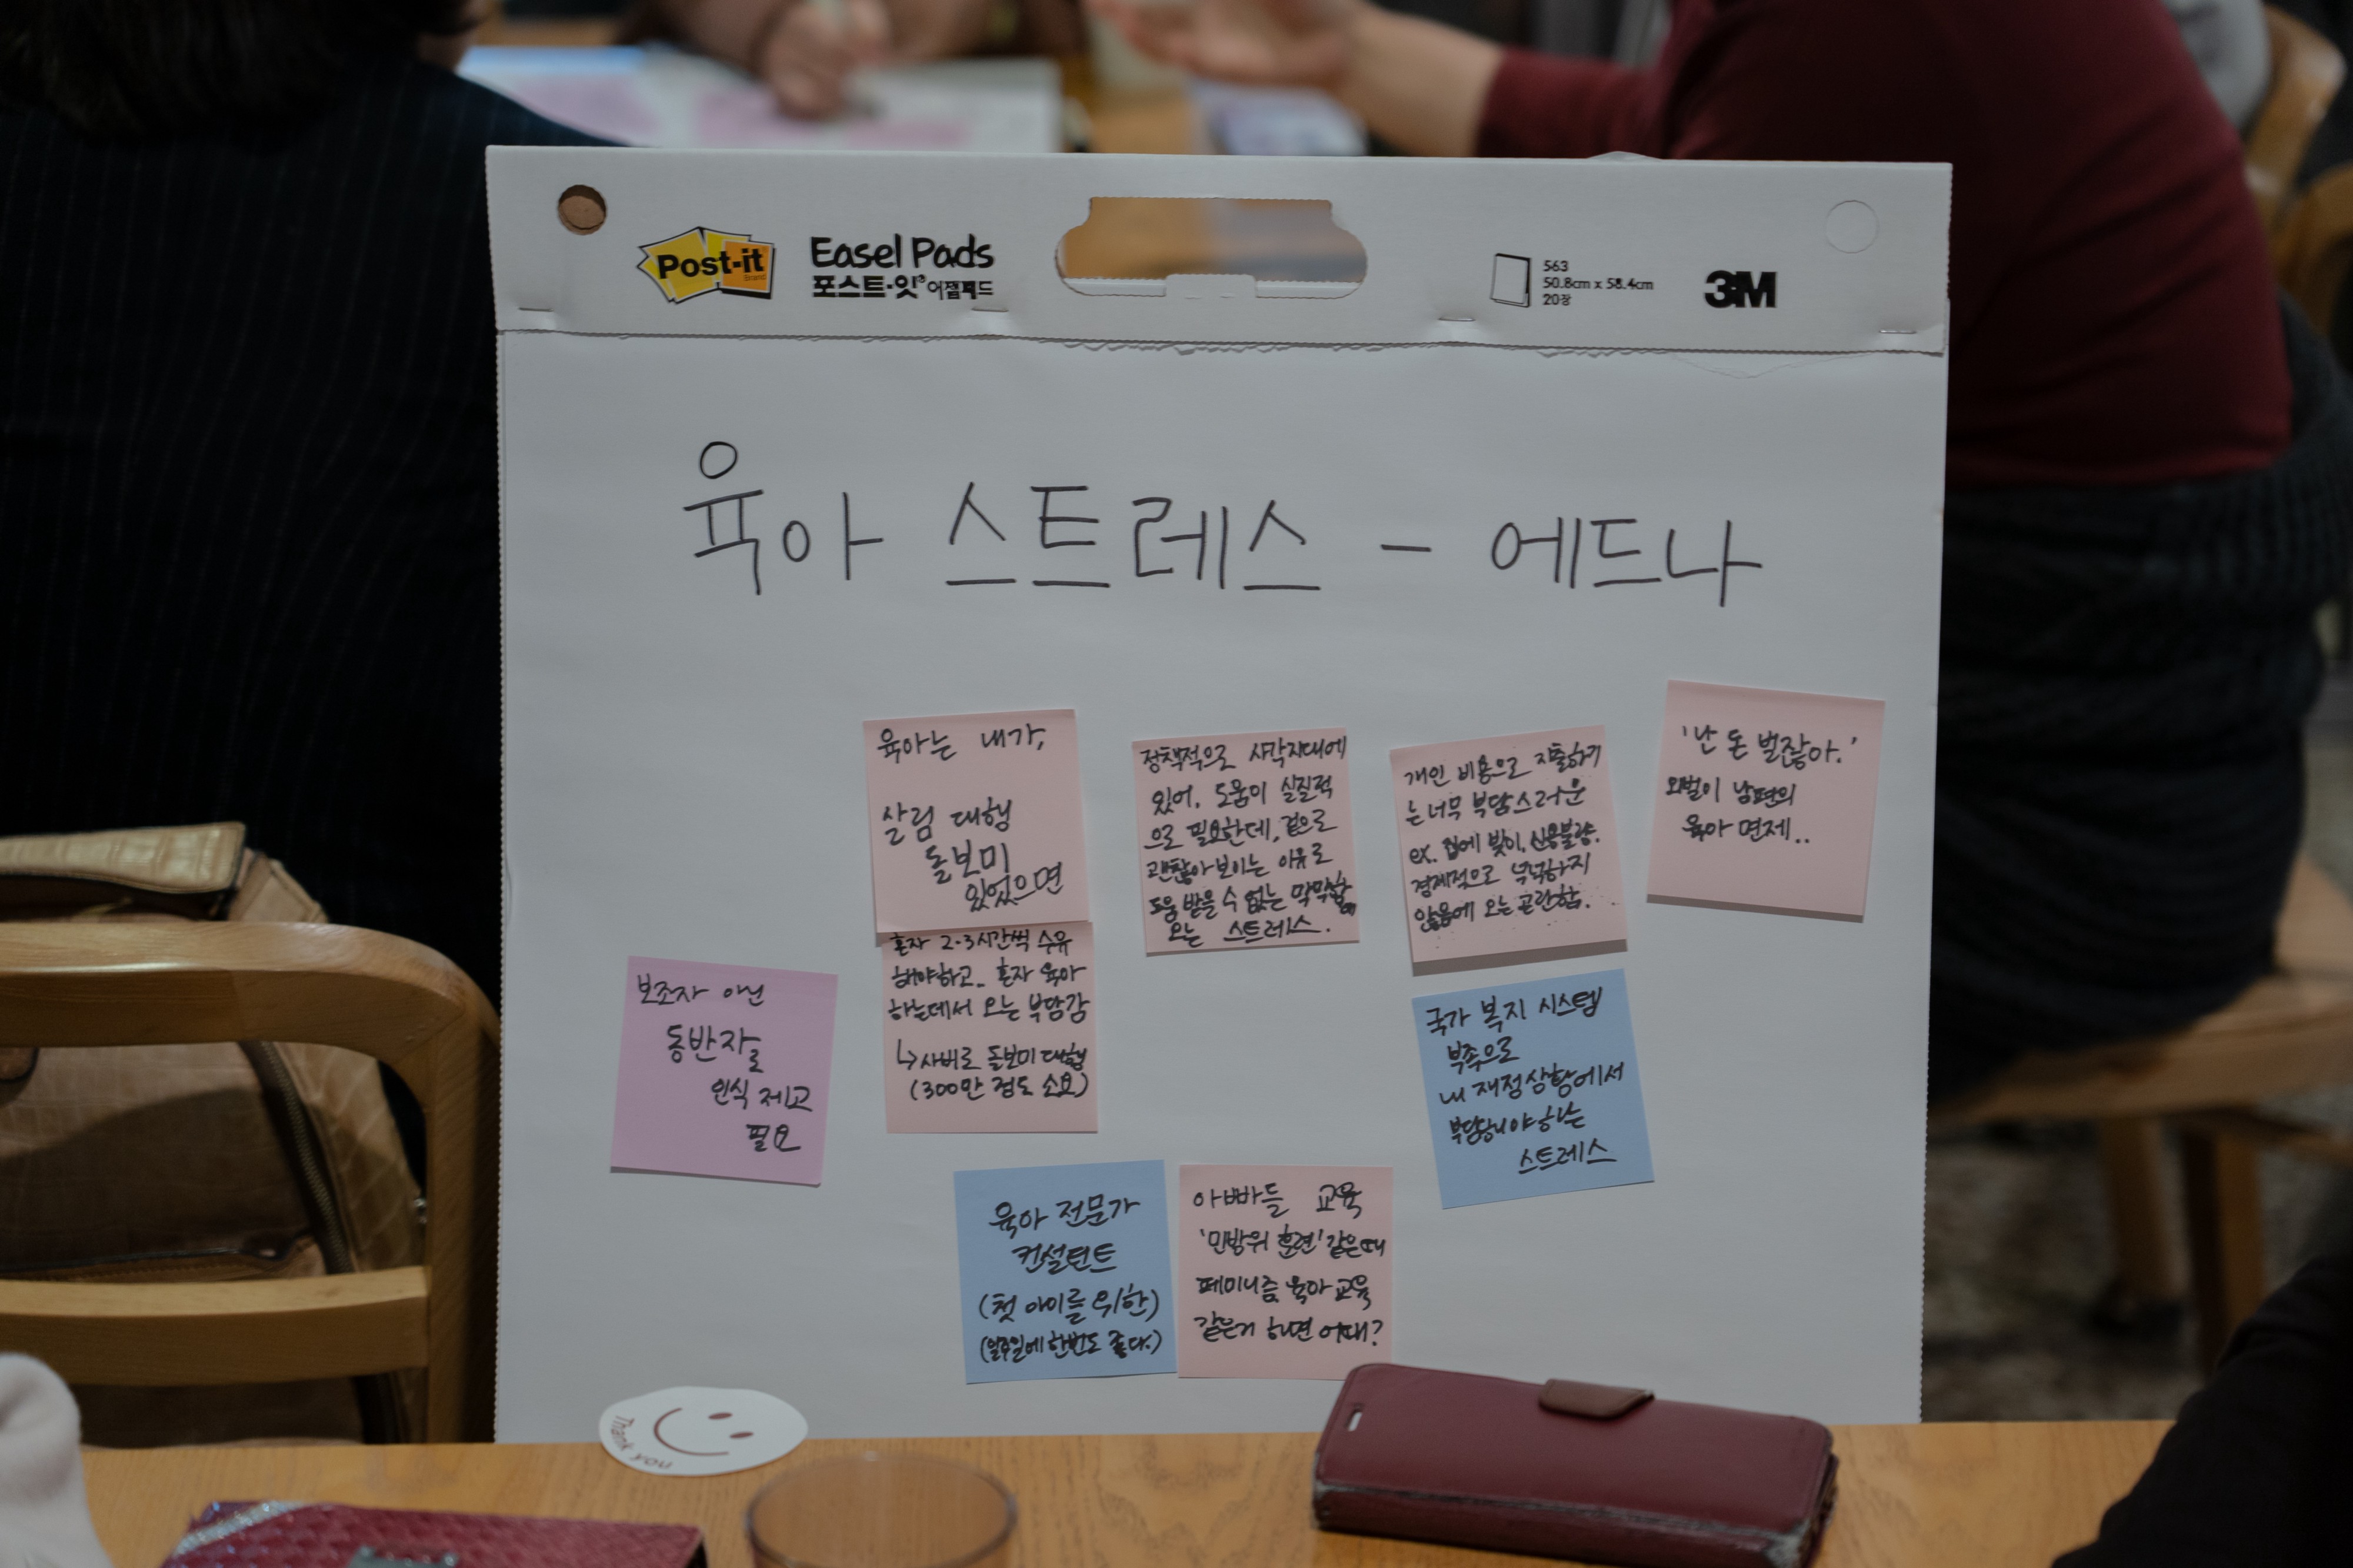 Post-it
Brand
Easel Pads
포스트-잇 어젤패드
563
50.8cm x 58.4cm
20장
3M
육아 스트레스 - 에드나
육아는 내가,
살림 대행
돌보미
있었으면
혼자 2-3시간씩 수유
해야하고.. 혼자 육아
하는데서 오는 부담감
↳사비로 돌보미 대행
(300만 정도 소요)
정책적으로 사각지대에
있어. 도움이 실질적
으로 필요한데, 겉으로
괜찮아보이는 이유로
도움 받을 수 없는 막막함에
오는 스트레스.
개인 비용으로 지출하기
는 너무 부담스러운
ex. 집에 빚이, 신용불량.
경제적으로 넉넉하지
않음에 오는 곤란함.
'난 돈 벌잖아.'
외벌이 남편의
육아 면제..
보조자 아닌
동반자로
인식 제고
필요
국가 복지 시스템
부족으로
내 재정상황에서
부담해야하는
스트레스
육아 전문가
컨설턴트
(첫 아이를 위한)
(일주일에 한번도 좋다.)
아빠들 교육
'민방위 훈련' 같은 때
페미니즘 육아 교육
같은거 하면 어때?
Thank you